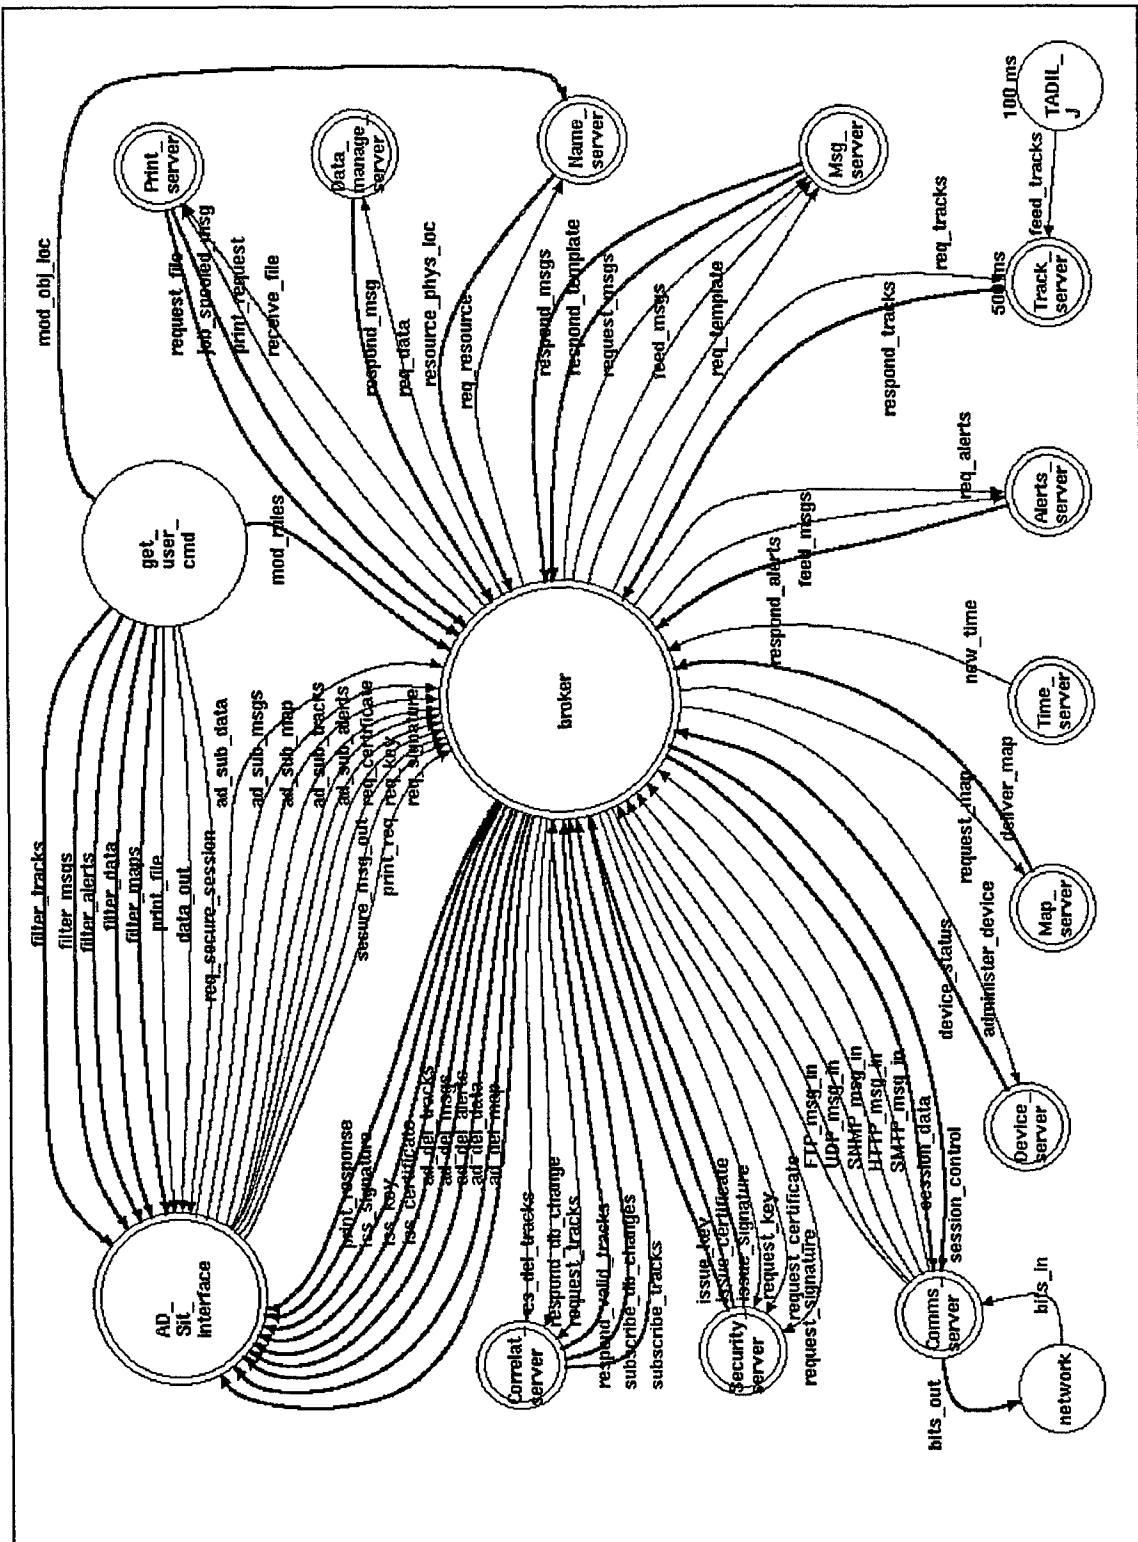 filter_tracks
filter_msgs
filter_alerts
filter_data
filter_maps
print_file
data_out
req_secure_session
get_
user_
cmd
mod_obj_loc
mod_rules
AD_
Sit_
Interface
ad_sub_data
ad_sub_msgs
ad_sub_map
ad_sub_tracks
ad_sub_alerts
req_certificate
req_key
req_signature
secure_msg_out
print_req
Print_
server
request_file
job_spooled_msg
print_request
receive_file
Data_
manage_
server
respond_msg
req_data
Name_
server
resource_phys_loc
req_resource
Msg_
server
respond_msgs
respond_template
request_msgs
feed_msgs
req_template
100 ms
TADIL_
J
feed_tracks
500 ms
Track_
server
req_tracks
respond_tracks
Alerts_
server
req_alerts
feed_msgs
respond_alerts
broker
Time_
server
new_time
Map_
server
request_map
deliver_map
Device_
server
device_status
administer_device
print_response
iss_signature
iss_key
iss_certificate
ad_del_tracks
ad_del_msgs
ad_del_alerts
ad_del_data
ad_del_map
Correlat_
server
cs_del_tracks
respond_db_change
request_tracks
respond_valid_tracks
subscribe_db_changes
subscribe_tracks
Security_
server
issue_key
issue_certificate
issue_signature
request_key
request_certificate
request_signature
FTP_msg_in
UDP_msg_in
SNMP_msg_in
HTTP_msg_in
SMTP_msg_in
session_data
session_control
Comms_
server
bits_out
bits_in
network